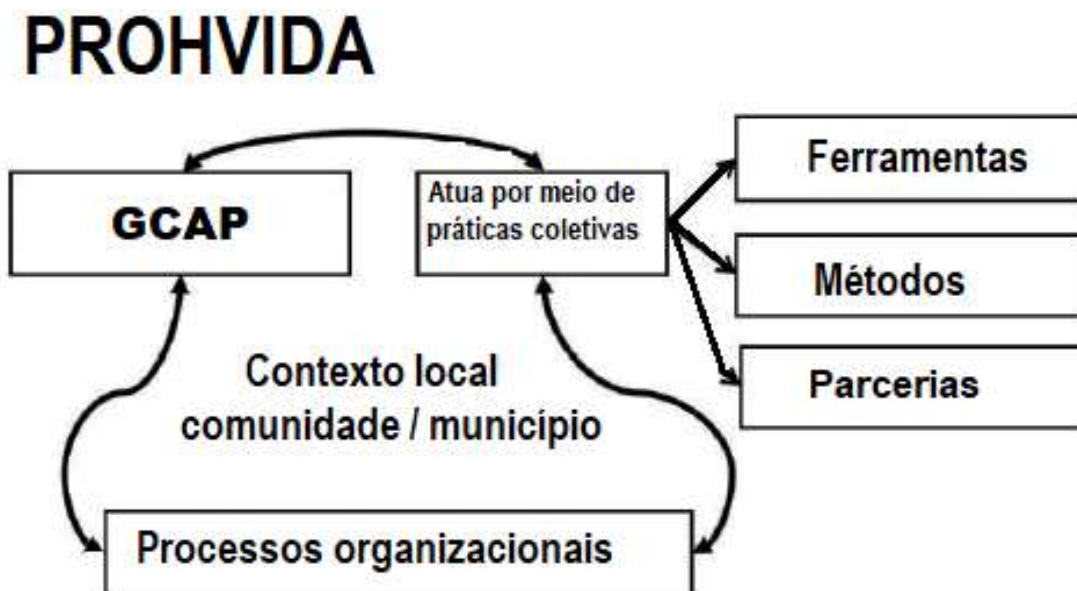 PROHVIDA
GCAP
Atua por meio de
práticas coletivas
Ferramentas
Métodos
Parcerias
Contexto local
comunidade / município
Processos organizacionais